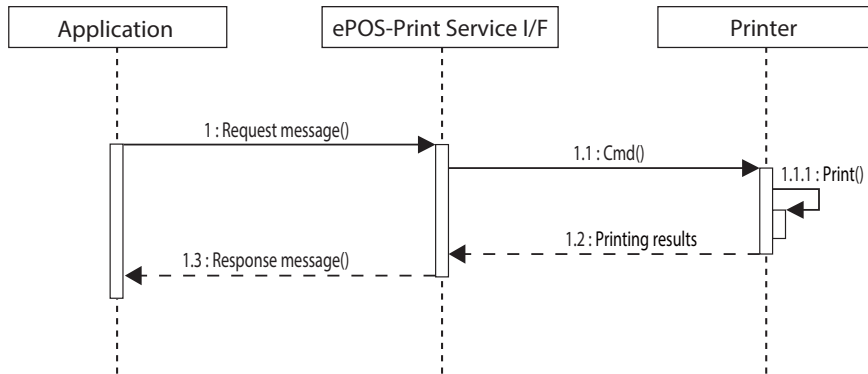 Application
ePOS-Print Service I/F
Printer
1 : Request message()
1.1 : Cmd()
1.1.1 : Print()
1.2 : Printing results
1.3 : Response message()